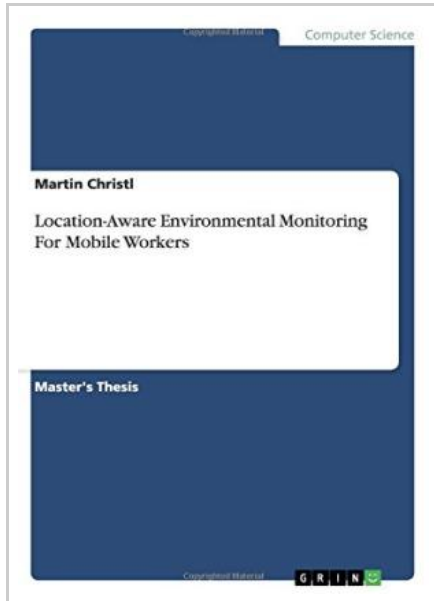 Copyrighted Material
Computer Science
Martin Christl
Location-Aware Environmental Monitoring
For Mobile Workers
Master's Thesis
Copyrighted Material
GRIN